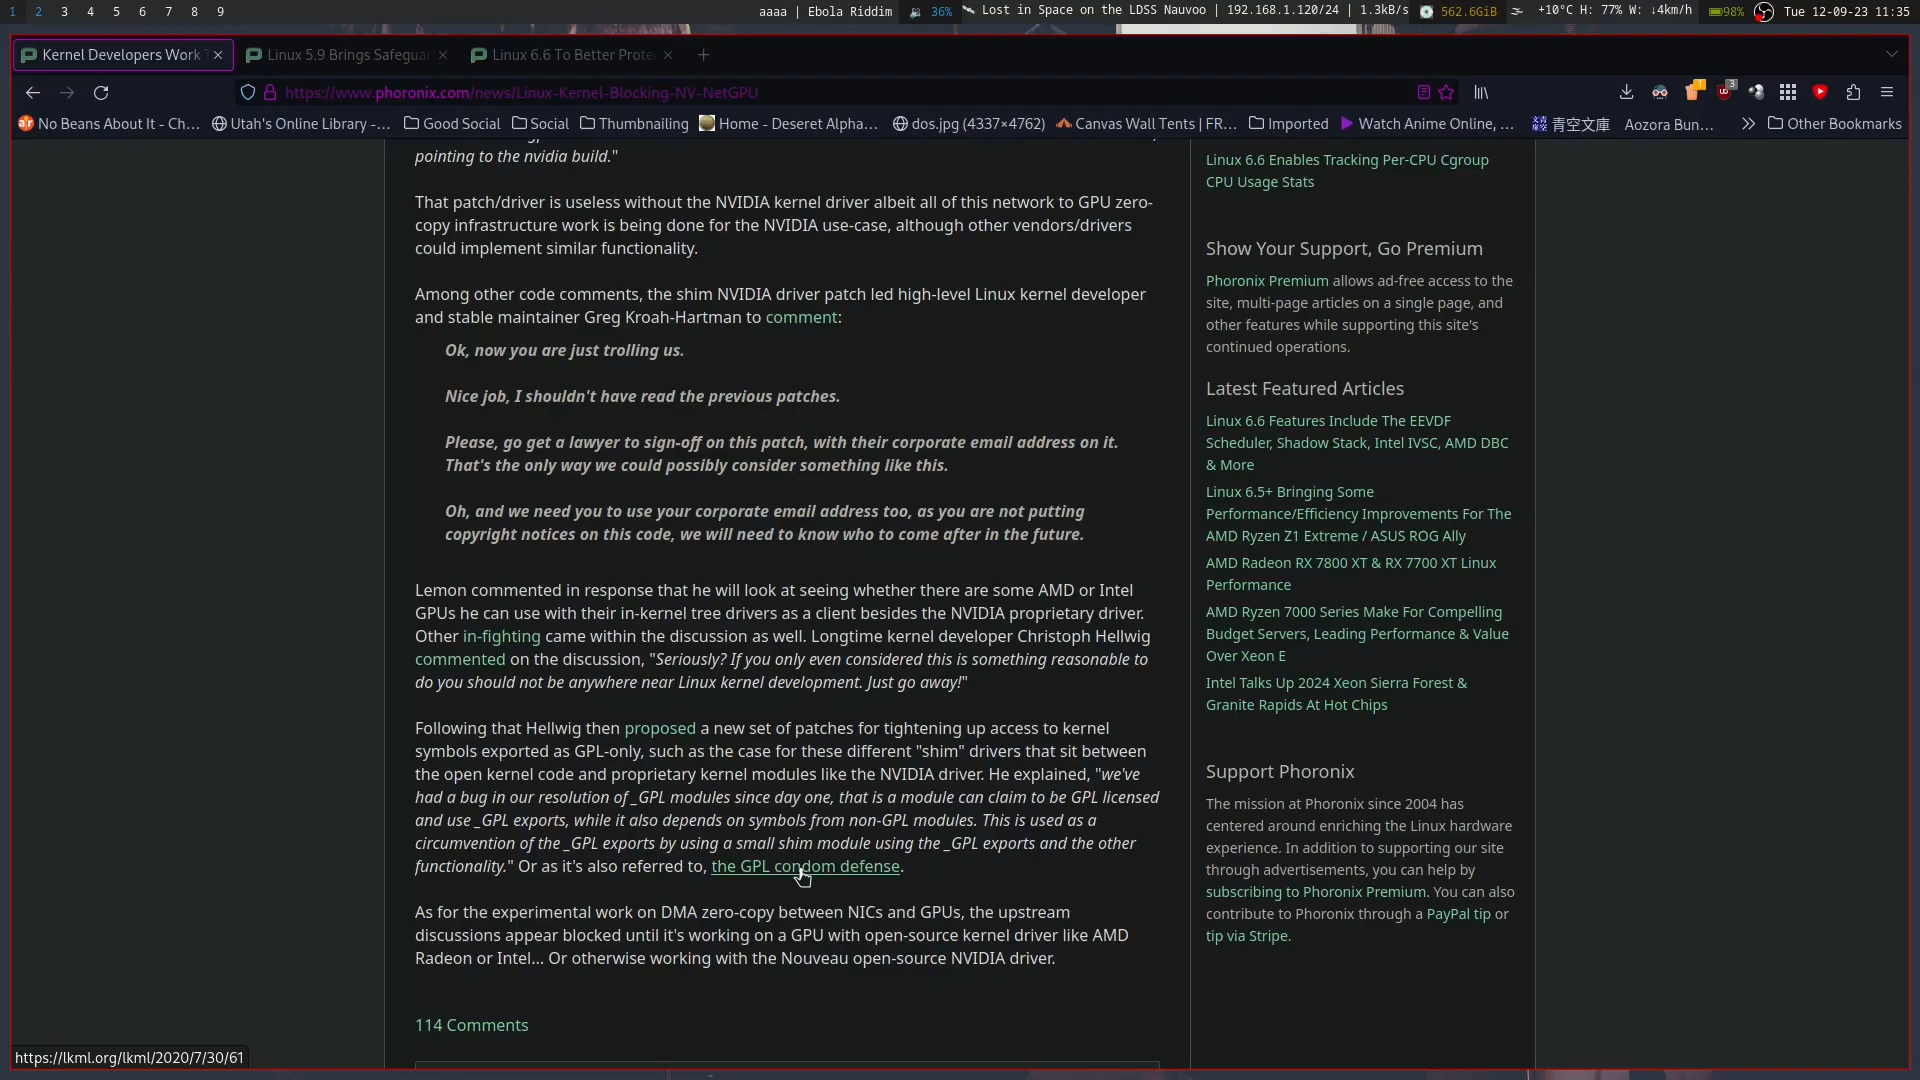 1 2 3 4 5 6 7 8 9
aaaa | Ebola Riddim 36% Lost in Space on the LDSS Nauvoo | 192.168.1.120/24 | 1.3kB/s 562.6GiB +10°C H: 77% W: ↓4km/h 98% Tue 12-09-23 11:35
Kernel Developers Work
Linux 5.9 Brings Safegua
Linux 6.6 To Better Prote
https://www.phoronix.com/news/Linux-Kernel-Blocking-NV-NetGPU
1 3
No Beans About It - Ch... Utah's Online Library -... Good Social Social Thumbnailing Home - Deseret Alpha... dos.jpg (4337×4762) Canvas Wall Tents | FR... Imported Watch Anime Online, ... 青空文庫 Aozora Bun... Other Bookmarks
pointing to the nvidia build."
That patch/driver is useless without the NVIDIA kernel driver albeit all of this network to GPU zero-
copy infrastructure work is being done for the NVIDIA use-case, although other vendors/drivers
could implement similar functionality.
Among other code comments, the shim NVIDIA driver patch led high-level Linux kernel developer
and stable maintainer Greg Kroah-Hartman to comment:
Ok, now you are just trolling us.
Nice job, I shouldn't have read the previous patches.
Please, go get a lawyer to sign-off on this patch, with their corporate email address on it.
That's the only way we could possibly consider something like this.
Oh, and we need you to use your corporate email address too, as you are not putting
copyright notices on this code, we will need to know who to come after in the future.
Lemon commented in response that he will look at seeing whether there are some AMD or Intel
GPUs he can use with their in-kernel tree drivers as a client besides the NVIDIA proprietary driver.
Other in-fighting came within the discussion as well. Longtime kernel developer Christoph Hellwig
commented on the discussion, "Seriously? If you only even considered this is something reasonable to
do you should not be anywhere near Linux kernel development. Just go away!"
Following that Hellwig then proposed a new set of patches for tightening up access to kernel
symbols exported as GPL-only, such as the case for these different "shim" drivers that sit between
the open kernel code and proprietary kernel modules like the NVIDIA driver. He explained, "we've
had a bug in our resolution of _GPL modules since day one, that is a module can claim to be GPL licensed
and use _GPL exports, while it also depends on symbols from non-GPL modules. This is used as a
circumvention of the _GPL exports by using a small shim module using the _GPL exports and the other
functionality." Or as it's also referred to, the GPL condom defense.
As for the experimental work on DMA zero-copy between NICs and GPUs, the upstream
discussions appear blocked until it's working on a GPU with open-source kernel driver like AMD
Radeon or Intel... Or otherwise working with the Nouveau open-source NVIDIA driver.
114 Comments
Linux 6.6 Enables Tracking Per-CPU Cgroup
CPU Usage Stats
Show Your Support, Go Premium
Phoronix Premium allows ad-free access to the
site, multi-page articles on a single page, and
other features while supporting this site's
continued operations.
Latest Featured Articles
Linux 6.6 Features Include The EEVDF
Scheduler, Shadow Stack, Intel IVSC, AMD DBC
& More
Linux 6.5+ Bringing Some
Performance/Efficiency Improvements For The
AMD Ryzen Z1 Extreme / ASUS ROG Ally
AMD Radeon RX 7800 XT & RX 7700 XT Linux
Performance
AMD Ryzen 7000 Series Make For Compelling
Budget Servers, Leading Performance & Value
Over Xeon E
Intel Talks Up 2024 Xeon Sierra Forest &
Granite Rapids At Hot Chips
Support Phoronix
The mission at Phoronix since 2004 has
centered around enriching the Linux hardware
experience. In addition to supporting our site
through advertisements, you can help by
subscribing to Phoronix Premium. You can also
contribute to Phoronix through a PayPal tip or
tip via Stripe.
https://lkml.org/lkml/2020/7/30/61